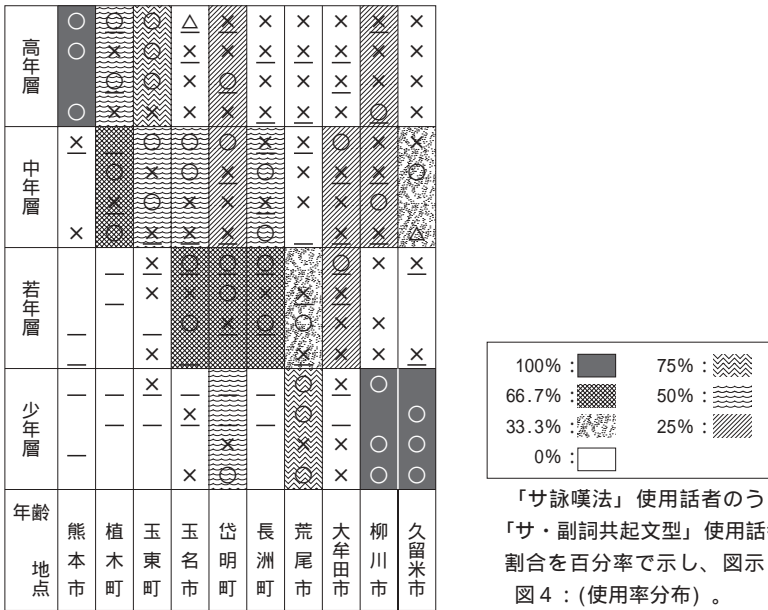 高年層
中年層
若年層
少年層
年齢
地点
熊本市
植木町
玉東町
玉名市
岱明町
長洲町
荒尾市
大牟田市
柳川市
久留米市
100%：
75%：
66.7%：
50%：
33.3%：
25%：
0%：
「サ詠嘆法」使用話者のう
「サ・副詞共起文型」使用話
割合を百分率で示し、図示
図4：(使用率分布)。